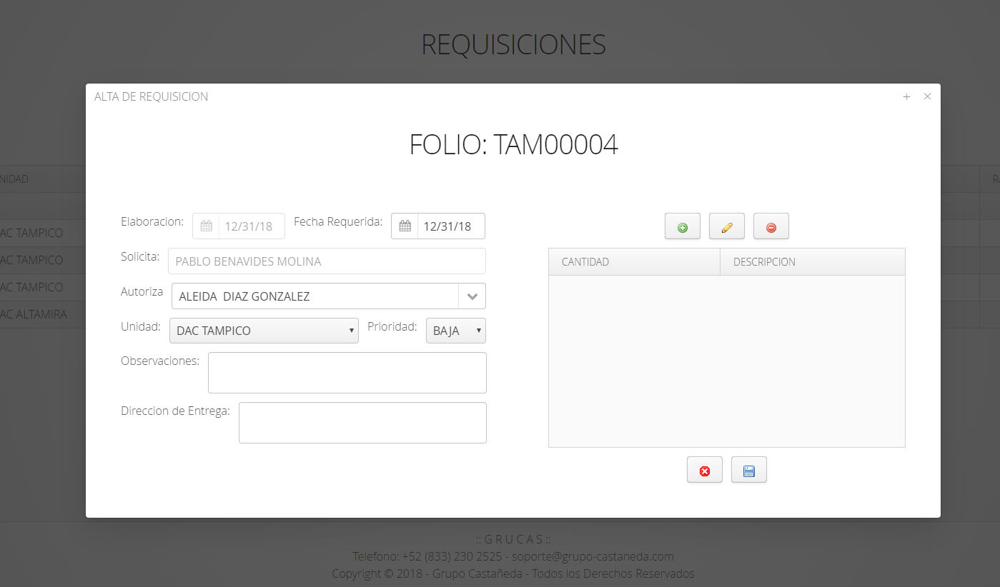 REQUISICIONES
ALTA DE REQUISICION
FOLIO: TAM00004
Elaboracion: 12/31/18 Fecha Requerida: 12/31/18
Solicita: PABLO BENAVIDES MOLINA
Autoriza ALEIDA DIAZ GONZALEZ
Unidad: DAC TAMPICO Prioridad: BAJA
Observaciones:
Direccion de Entrega:
CANTIDAD DESCRIPCION
NIDAD
AC TAMPICO
AC TAMPICO
AC TAMPICO
AC ALTAMIRA
:: G R U C A S ::
Telefono: +52 (833) 230 2525 - soporte@grupo-castaneda.com
Copyright © 2018 - Grupo Castañeda - Todos los Derechos Reservados